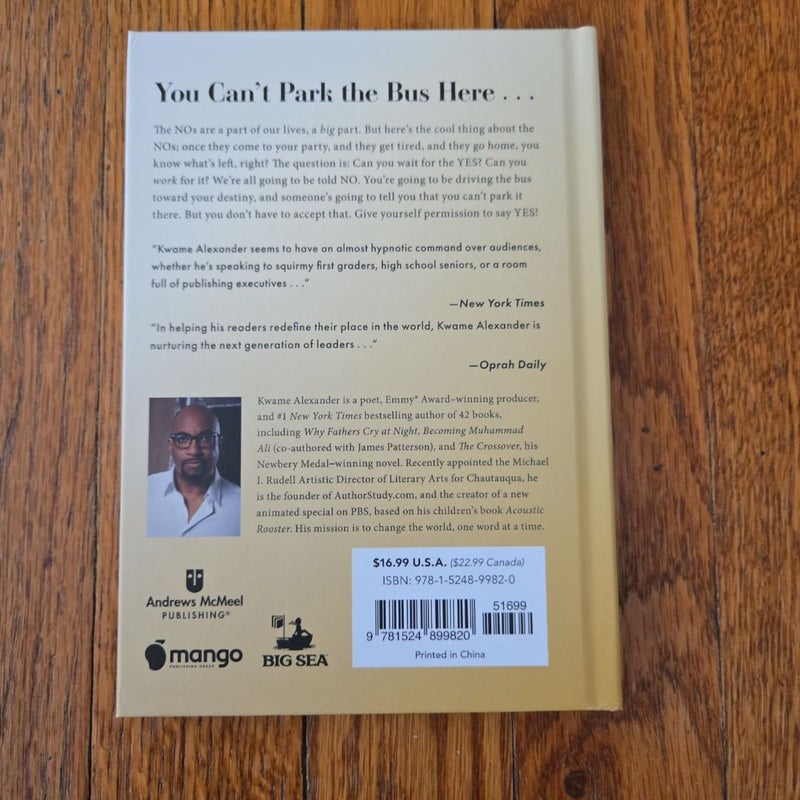 You Can't Park the Bus Here . . .
The NOs are a part of our lives, a big part. But here's the cool thing about the
NOs; once they come to your party, and they get tired, and they go home, you
know what's left, right? The question is: Can you wait for the YES? Can you
work for it? We're all going to be told NO. You're going to be driving the bus
toward your destiny, and someone's going to tell you that you can't park it
there. But you don't have to accept that. Give yourself permission to say YES!
"Kwame Alexander seems to have an almost hypnotic command over audiences,
whether he's speaking to squirmy first graders, high school seniors, or a room
full of publishing executives . . ."
—New York Times
"In helping his readers redefine their place in the world, Kwame Alexander is
nurturing the next generation of leaders . . ."
—Oprah Daily
Kwame Alexander is a poet, Emmy® Award–winning producer,
and #1 New York Times bestselling author of 42 books,
including Why Fathers Cry at Night, Becoming Muhammad
Ali (co-authored with James Patterson), and The Crossover, his
Newbery Medal–winning novel. Recently appointed the Michael
I. Rudell Artistic Director of Literary Arts for Chautauqua, he
is the founder of AuthorStudy.com, and the creator of a new
animated special on PBS, based on his children's book Acoustic
Rooster. His mission is to change the world, one word at a time.
Andrews McMeel
PUBLISHING®
mango
PUBLISHING GROUP
BIG SEA
$16.99 U.S.A. ($22.99 Canada)
ISBN: 978-1-5248-9982-0
51699
9 781524 899820
Printed in China